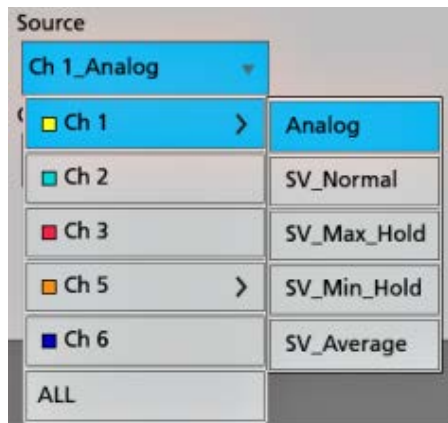 Source
Ch 1_Analog
Ch 1
Analog
Ch 2
SV_Normal
Ch 3
SV_Max_Hold
Ch 5
SV_Min_Hold
Ch 6
SV_Average
ALL